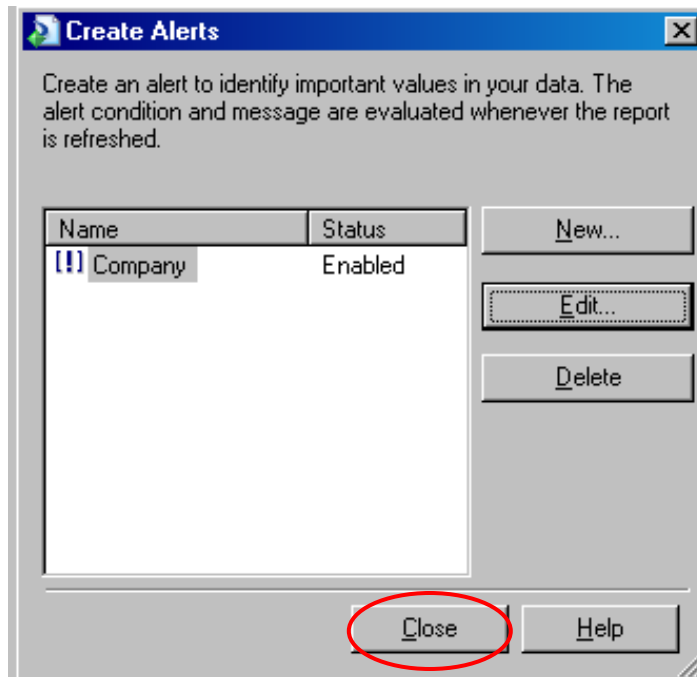 Create Alerts
Create an alert to identify important values in your data. The
alert condition and message are evaluated whenever the report
is refreshed.
Name Status New...
[!] Company Enabled
Edit...
Delete
Close Help